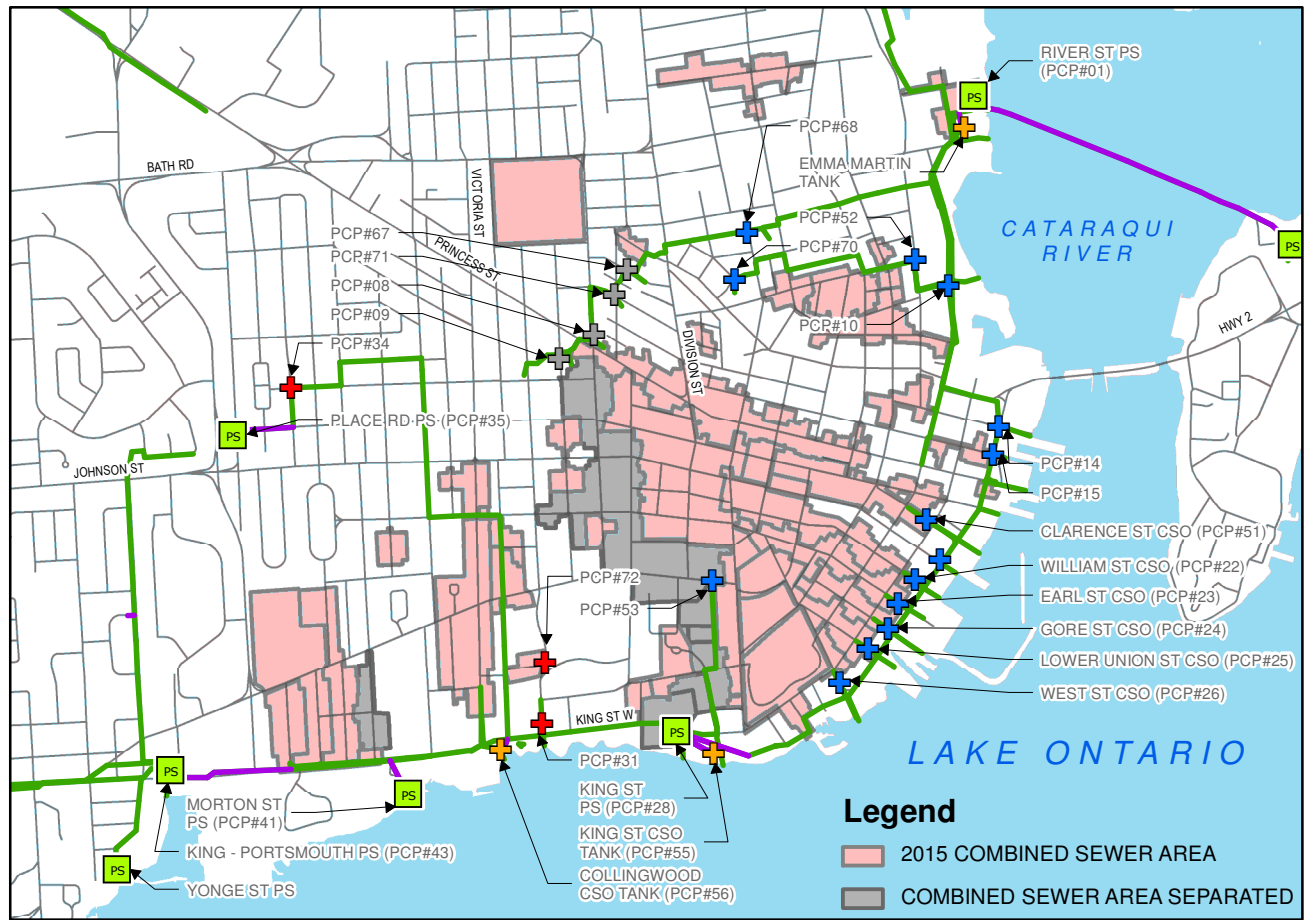 RIVER ST PS
(PCP#01)
PS
PCP#68
EMMA MARTIN
TANK
BATH RD
VICTORIA ST
PCP#67
PCP#52
CATARAQUI
RIVER
PS
PRINCESS ST
PCP#71
PCP#70
PCP#08
PCP#09
PCP#10
HWY 2
DIVISION ST
PCP#34
PLACE RD PS (PCP#35)
PS
JOHNSON ST
PCP#14
PCP#15
CLARENCE ST CSO (PCP#51)
WILLIAM ST CSO (PCP#22)
PCP#72
EARL ST CSO (PCP#23)
PCP#53
GORE ST CSO (PCP#24)
LOWER UNION ST CSO (PCP#25)
WEST ST CSO (PCP#26)
KING ST W
PS
LAKE ONTARIO
PCP#31
PS
KING ST
PS (PCP#28)
PS
MORTON ST
PS (PCP#41)
KING ST CSO
TANK (PCP#55)
KING - PORTSMOUTH PS (PCP#43)
COLLINGWOOD
CSO TANK (PCP#56)
PS
YONGE ST PS
Legend
2015 COMBINED SEWER AREA
COMBINED SEWER AREA SEPARATED